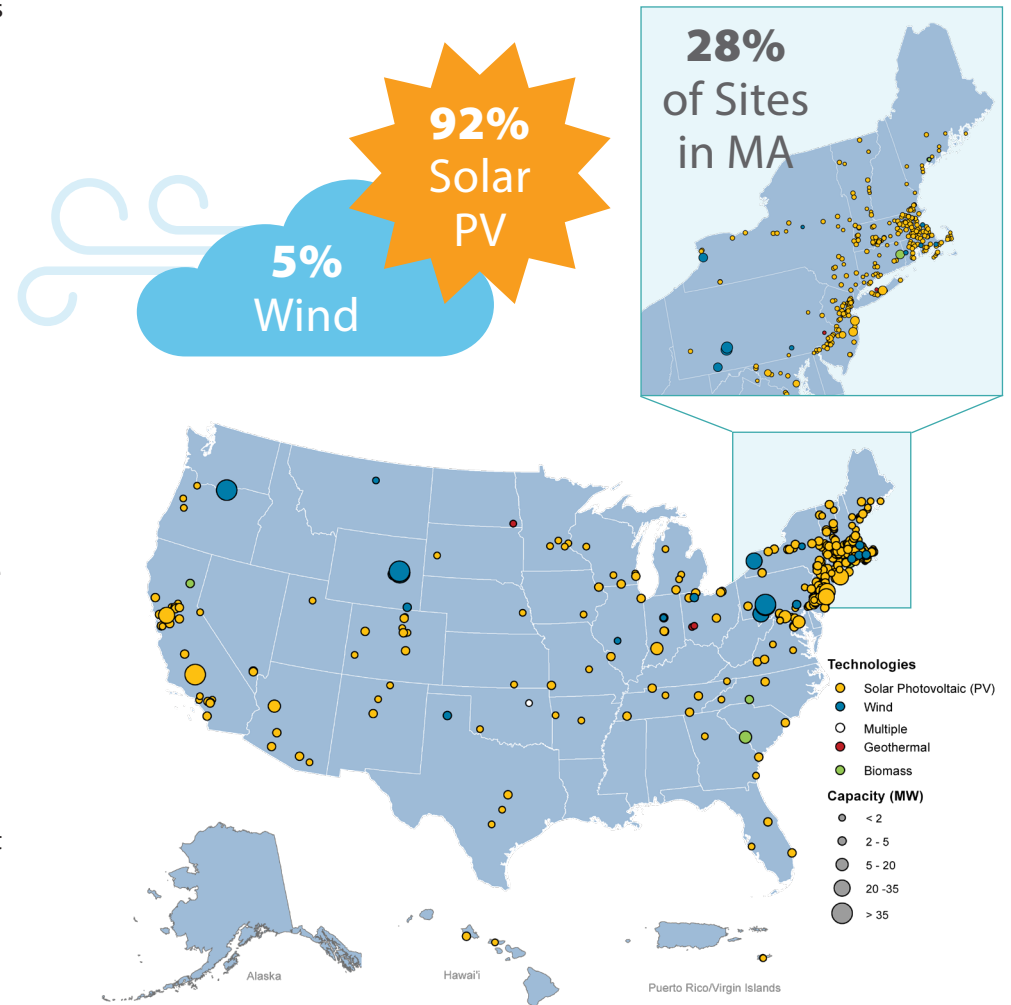 92%
Solar
PV
5%
Wind
28%
of Sites
in MA
Technologies
Solar Photovoltaic (PV)
Wind
Multiple
Geothermal
Biomass
Capacity (MW)
< 2
2 - 5
5 - 20
20 -35
> 35
Alaska
Hawai'i
Puerto Rico/Virgin Islands